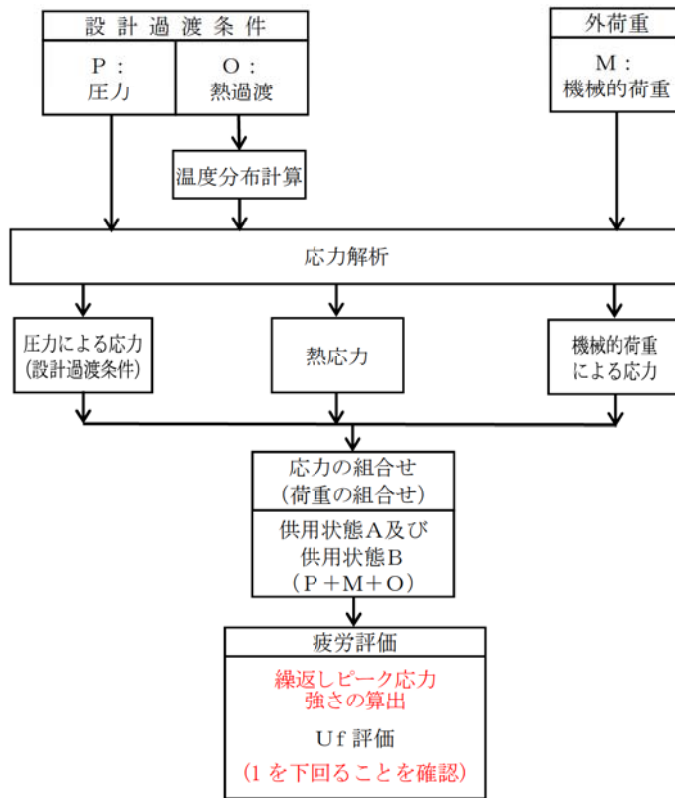 設計過渡条件
P：
圧力
O：
熱過渡
外荷重
M：
機械的荷重
温度分布計算
応力解析
圧力による応力
(設計過渡条件)
熱応力
機械的荷重
による応力
応力の組合せ
（荷重の組合せ）
供用状態A及び
供用状態B
（P＋M＋O）
疲労評価
繰返しピーク応力
強さの算出
Uf 評価
（1 を下回ることを確認）